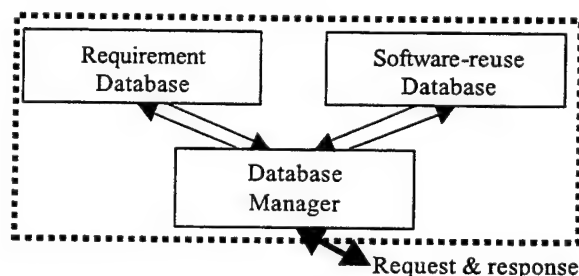 Requirement
Database
Software-reuse
Database
Database
Manager
Request & response